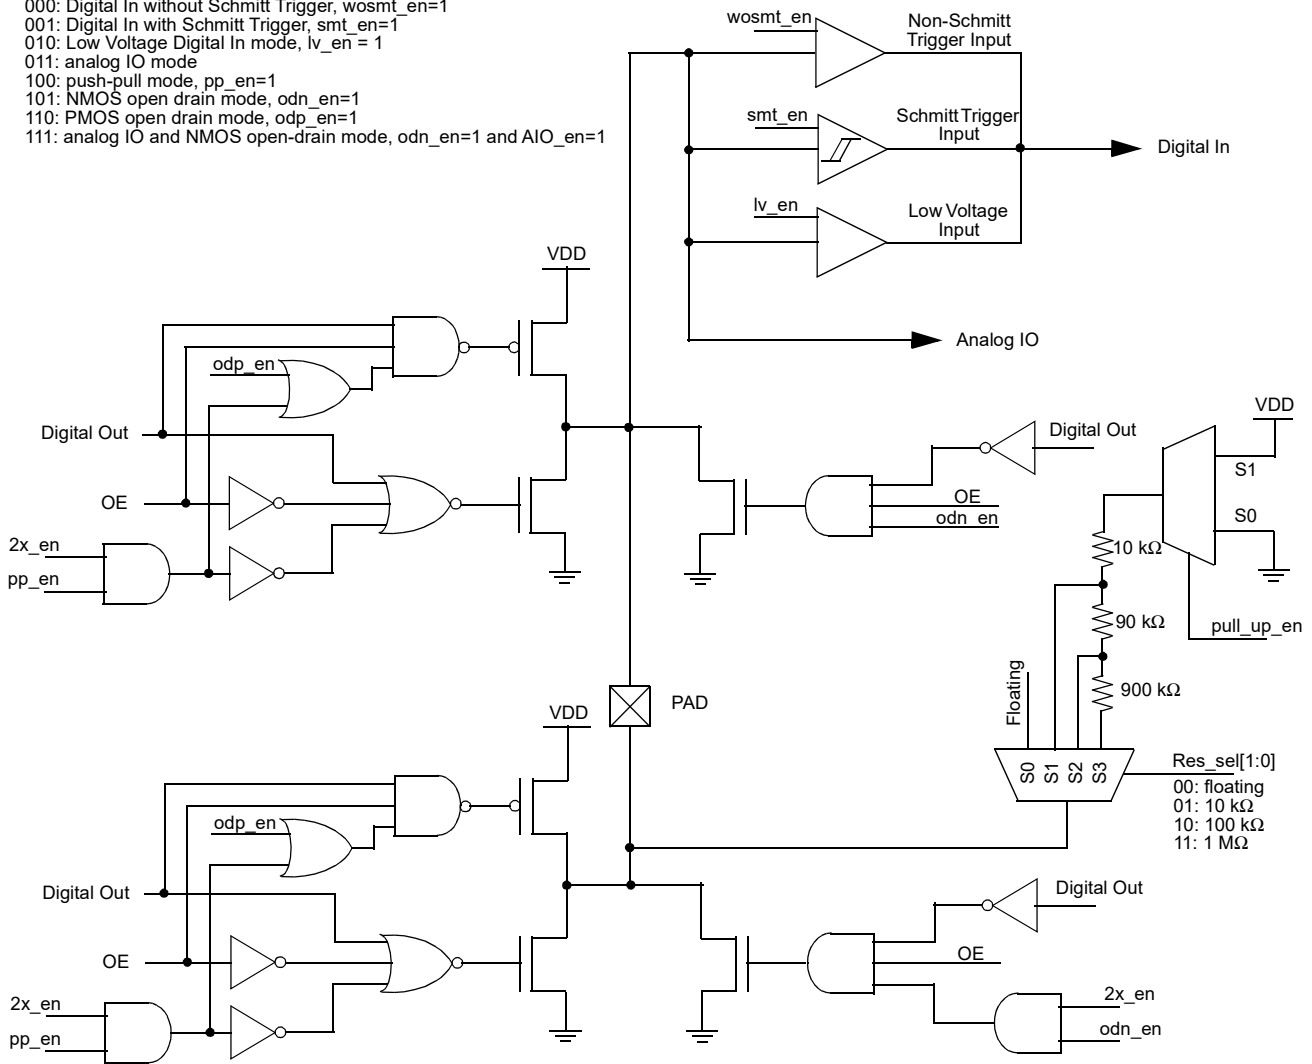 000: Digital In without Schmitt Trigger, wosmt_en=1
001: Digital In with Schmitt Trigger, smt_en=1
010: Low Voltage Digital In mode, lv_en = 1
011: analog IO mode
100: push-pull mode, pp_en=1
101: NMOS open drain mode, odn_en=1
110: PMOS open drain mode, odp_en=1
111: analog IO and NMOS open-drain mode, odn_en=1 and AIO_en=1
wosmt_en
Non-Schmitt
Trigger Input
smt_en
Schmitt Trigger
Input
Digital In
lv_en
Low Voltage
Input
Analog IO
VDD
odp_en
Digital Out
OE
2x_en
pp_en
Digital Out
OE
odn_en
VDD
S1
S0
10 kΩ
90 kΩ
pull_up_en
900 kΩ
Floating
S0
S1
S2
S3
Res_sel[1:0]
00: floating
01: 10 kΩ
10: 100 kΩ
11: 1 MΩ
PAD
VDD
odp_en
Digital Out
OE
2x_en
pp_en
Digital Out
OE
2x_en
odn_en